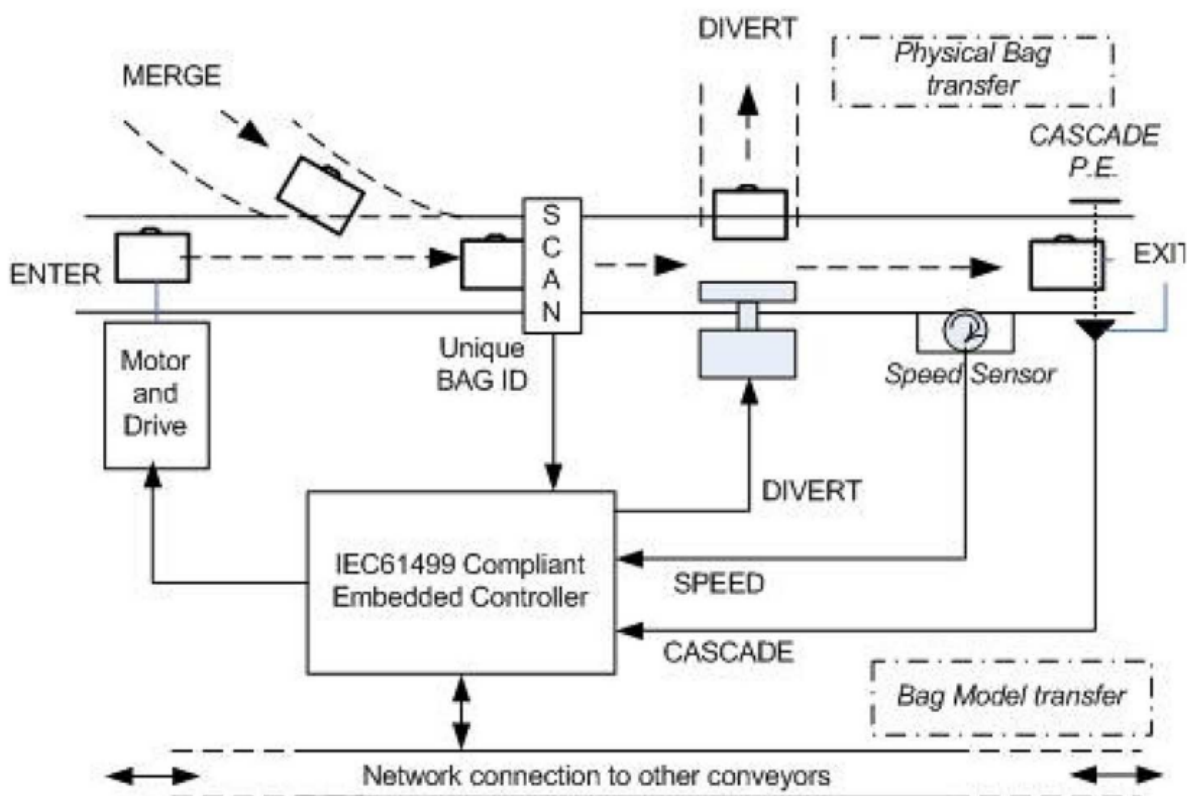 DIVERT
Physical Bag
transfer
MERGE
CASCADE
P.E.
S
C
A
N
ENTER
EXIT
Motor
and
Drive
Unique
BAG ID
Speed Sensor
DIVERT
IEC61499 Compliant
Embedded Controller
SPEED
CASCADE
Bag Model transfer
Network connection to other conveyors